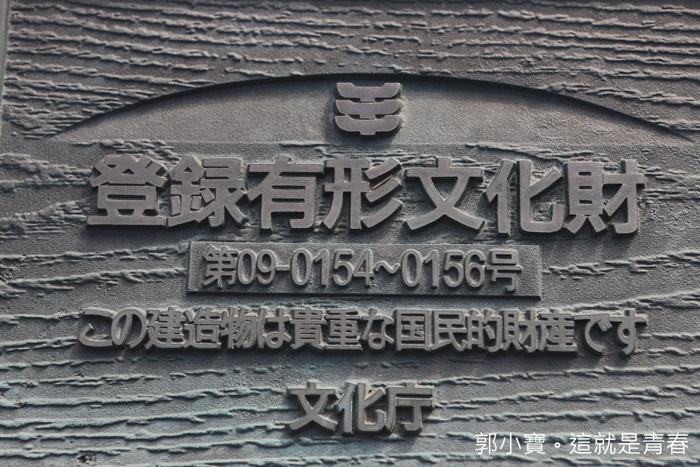 登録有形文化財
第09-0154~0156号
この建造物は貴重な国民的財産です
文化庁
郭小寶。這就是青春